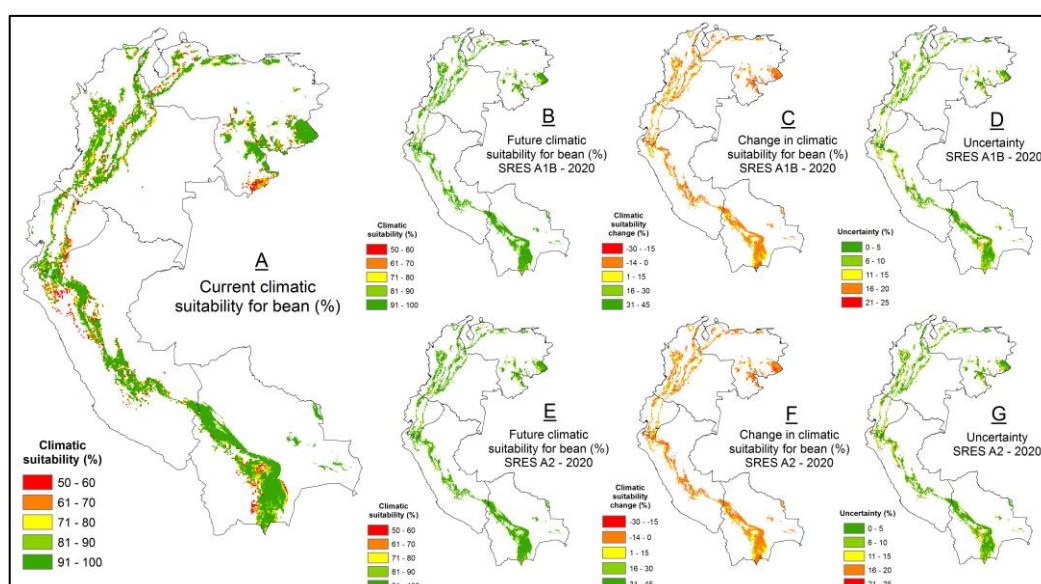 A
Current climatic
suitability for bean (%)
Climatic
suitability (%)
50 - 60
61 - 70
71 - 80
81 - 90
91 - 100
B
Future climatic
suitability for bean (%)
SRES A1B - 2020
Climatic
suitability (%)
50 - 60
61 - 70
71 - 80
81 - 90
91 - 100
C
Change in climatic
suitability for bean (%)
SRES A1B - 2020
Climatic
suitability
change (%)
-30 - -15
-14 - 0
1 - 15
16 - 30
31 - 45
D
Uncertainty
SRES A1B - 2020
Uncertainty (%)
0 - 5
6 - 10
11 - 15
16 - 20
21 - 25
E
Future climatic
suitability for bean (%)
SRES A2 - 2020
Climatic
suitability (%)
50 - 60
61 - 70
71 - 80
81 - 90
91 - 100
F
Change in climatic
suitability for bean (%)
SRES A2 - 2020
Climatic
suitability
change (%)
-30 - -15
-14 - 0
1 - 15
16 - 30
31 - 45
G
Uncertainty
SRES A2 - 2020
Uncertainty (%)
0 - 5
6 - 10
11 - 15
16 - 20
21 - 25